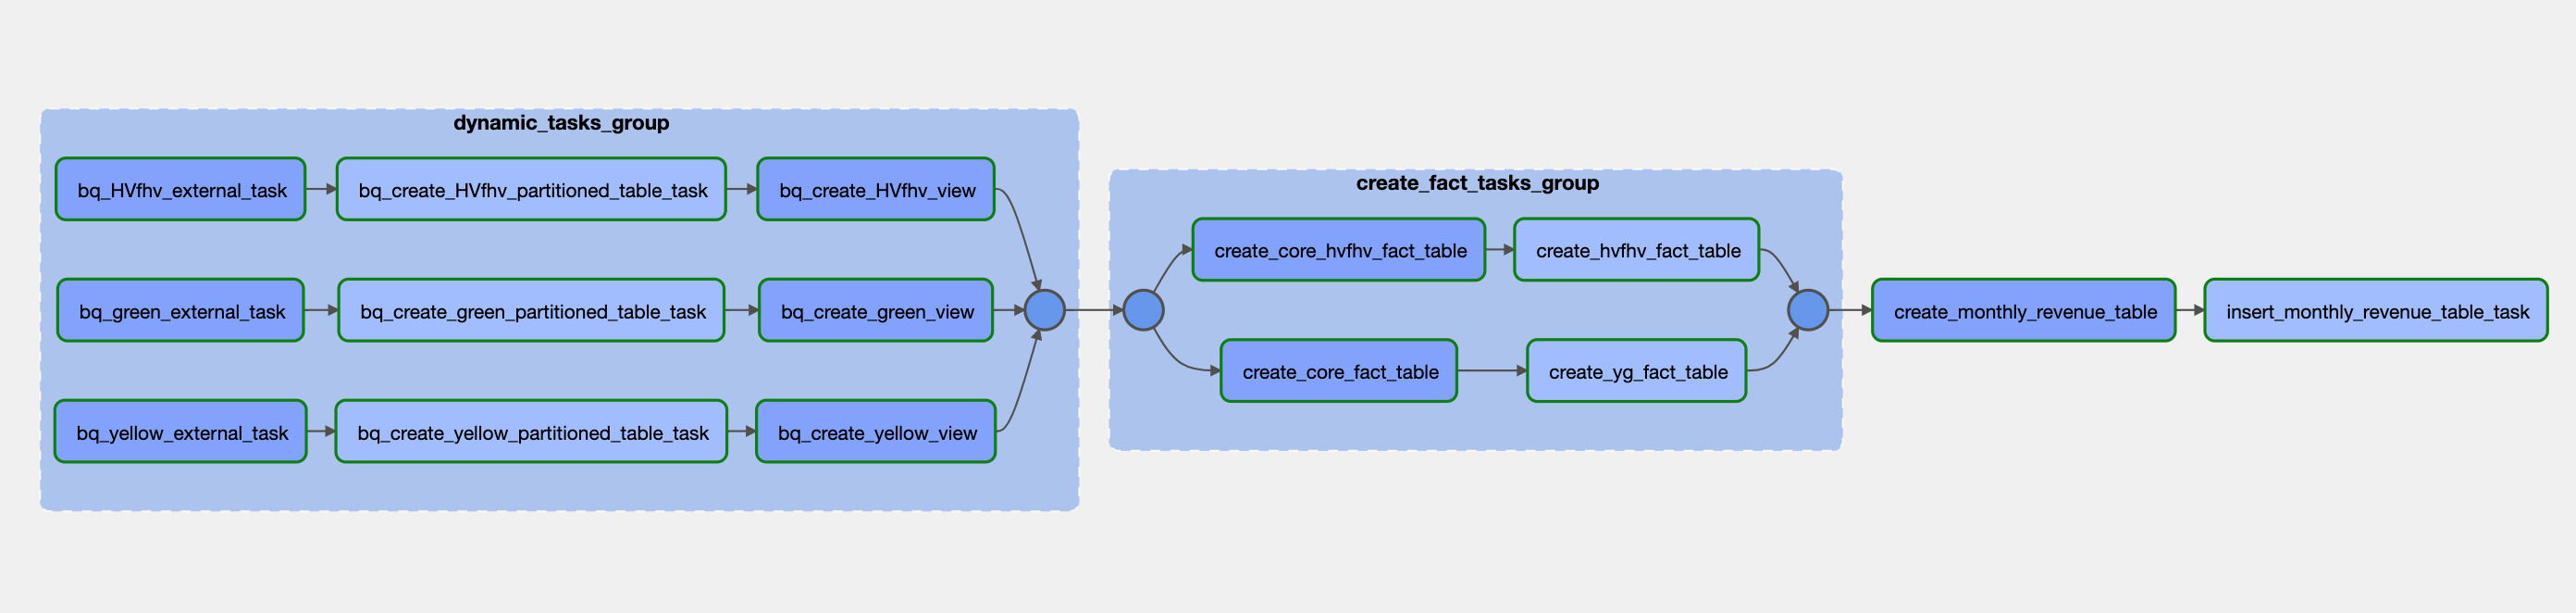 dynamic_tasks_group
bq_HVfhv_external_task
bq_create_HVfhv_partitioned_table_task
bq_create_HVfhv_view
bq_green_external_task
bq_create_green_partitioned_table_task
bq_create_green_view
bq_yellow_external_task
bq_create_yellow_partitioned_table_task
bq_create_yellow_view
create_fact_tasks_group
create_core_hvfhv_fact_table
create_hvfhv_fact_table
create_core_fact_table
create_yg_fact_table
create_monthly_revenue_table
insert_monthly_revenue_table_task